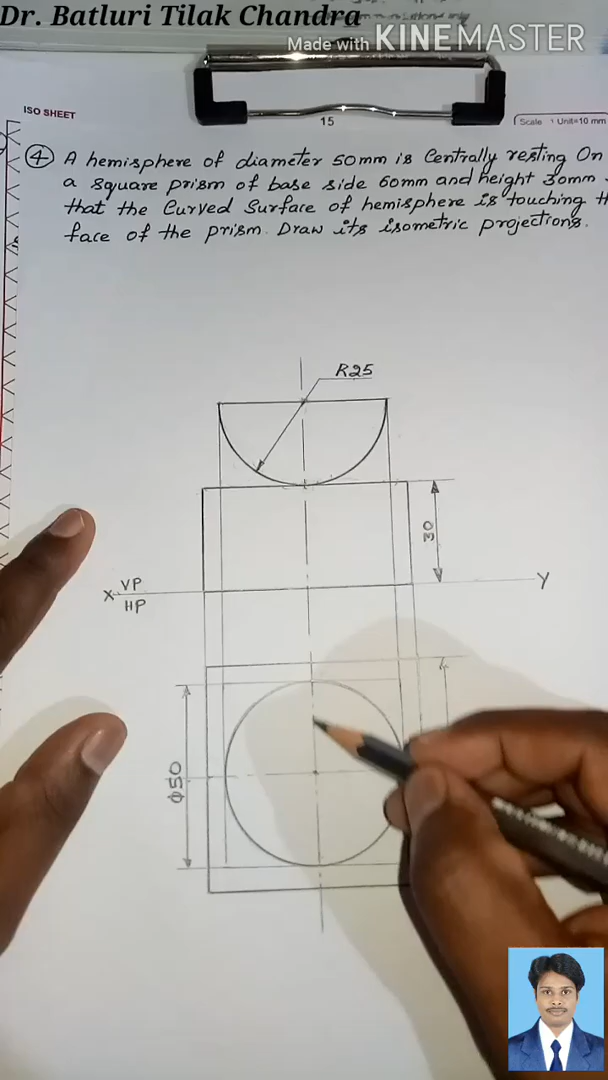 Dr. Batluri Tilak Chandra
Made with KINEMASTER
ISO SHEET
15
Scale : 1 Unit=10 mm
④ A hemisphere of diameter 50mm is Centrally resting On
a square prism of base side 60mm and height 30mm
that the Curved Surface of hemisphere is touching
face of the prism. Draw its isometric projections.
R25
30
X VP Y
HP
φ50